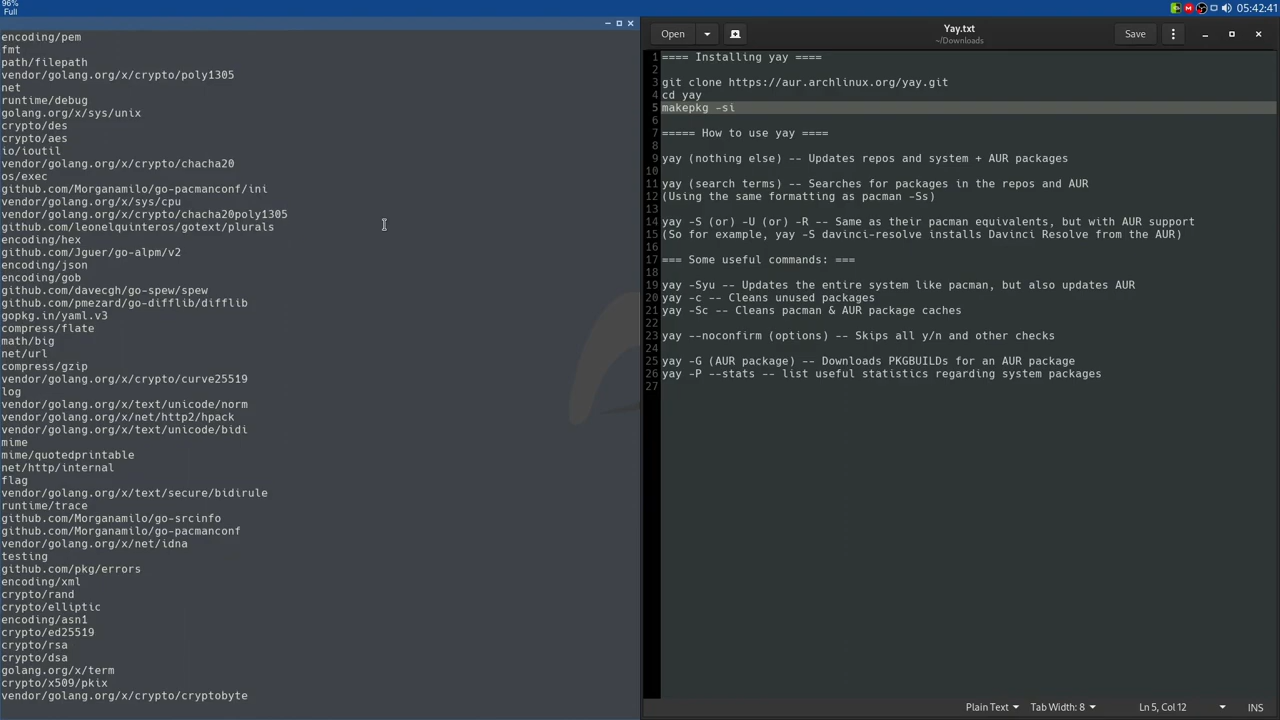 96%
Full
05:42:41
encoding/pem
fmt
path/filepath
vendor/golang.org/x/crypto/poly1305
net
runtime/debug
golang.org/x/sys/unix
crypto/des
crypto/aes
io/ioutil
vendor/golang.org/x/crypto/chacha20
os/exec
github.com/Morganamilo/go-pacmanconf/ini
vendor/golang.org/x/sys/cpu
vendor/golang.org/x/crypto/chacha20poly1305
github.com/leonelquinteros/gotext/plurals
encoding/hex
github.com/Jguer/go-alpm/v2
encoding/json
encoding/gob
github.com/davecgh/go-spew/spew
github.com/pmezard/go-difflib/difflib
gopkg.in/yaml.v3
compress/flate
math/big
net/url
compress/gzip
vendor/golang.org/x/crypto/curve25519
log
vendor/golang.org/x/text/unicode/norm
vendor/golang.org/x/net/http2/hpack
vendor/golang.org/x/text/unicode/bidi
mime
mime/quotedprintable
net/http/internal
flag
vendor/golang.org/x/text/secure/bidirule
runtime/trace
github.com/Morganamilo/go-srcinfo
github.com/Morganamilo/go-pacmanconf
vendor/golang.org/x/net/idna
testing
github.com/pkg/errors
encoding/xml
crypto/rand
crypto/elliptic
encoding/asn1
crypto/ed25519
crypto/rsa
crypto/dsa
golang.org/x/term
crypto/x509/pkix
vendor/golang.org/x/crypto/cryptobyte
Open
Yay.txt
~/Downloads
Save
1 ==== Installing yay ====
2
3 git clone https://aur.archlinux.org/yay.git
4 cd yay
5 makepkg -si
6
7 ===== How to use yay ====
8
9 yay (nothing else) -- Updates repos and system + AUR packages
10
11 yay (search terms) -- Searches for packages in the repos and AUR
12 (Using the same formatting as pacman -Ss)
13
14 yay -S (or) -U (or) -R -- Same as their pacman equivalents, but with AUR support
15 (So for example, yay -S davinci-resolve installs Davinci Resolve from the AUR)
16
17 === Some useful commands: ===
18
19 yay -Syu -- Updates the entire system like pacman, but also updates AUR
20 yay -c -- Cleans unused packages
21 yay -Sc -- Cleans pacman & AUR package caches
22
23 yay --noconfirm (options) -- Skips all y/n and other checks
24
25 yay -G (AUR package) -- Downloads PKGBUILDs for an AUR package
26 yay -P --stats -- list useful statistics regarding system packages
27
Plain Text
Tab Width: 8
Ln 5, Col 12
INS